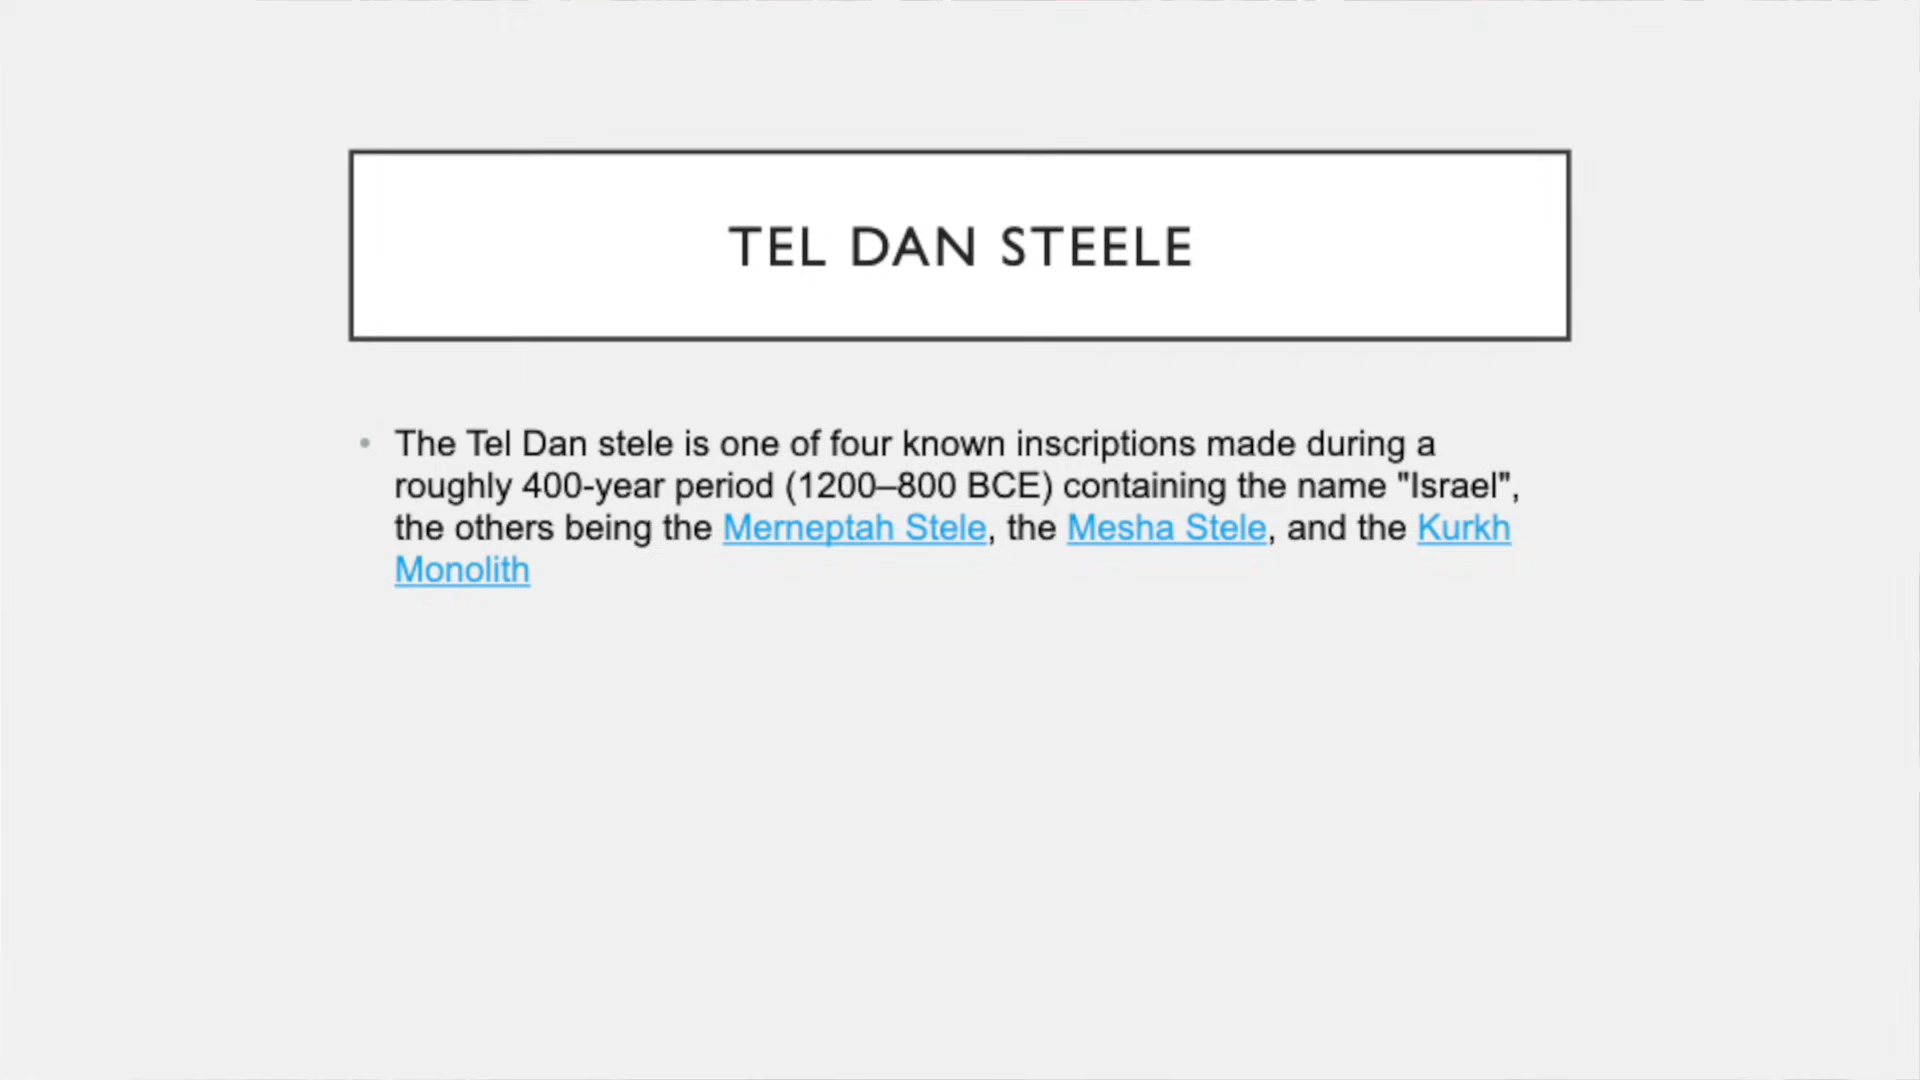 TEL DAN STEELE
• The Tel Dan stele is one of four known inscriptions made during a
roughly 400-year period (1200–800 BCE) containing the name "Israel",
the others being the Merneptah Stele, the Mesha Stele, and the Kurkh
Monolith